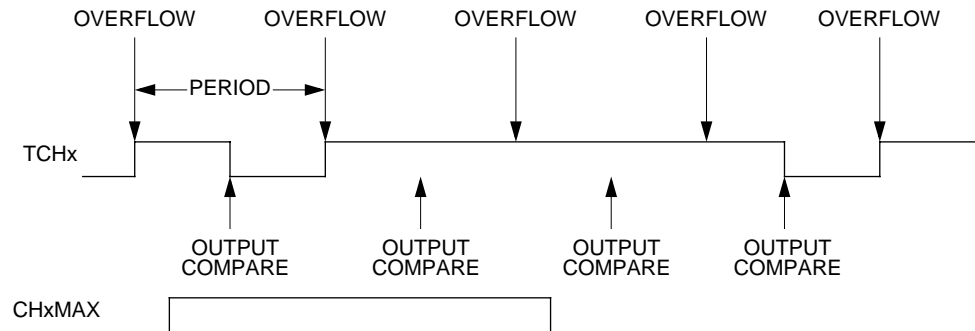 OVERFLOW OVERFLOW OVERFLOW OVERFLOW OVERFLOW
PERIOD
TCHx
OUTPUT COMPARE
OUTPUT COMPARE
OUTPUT COMPARE
OUTPUT COMPARE
CHxMAX